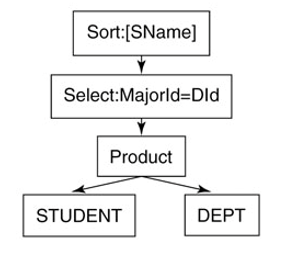 Sort:[SName]
Select:MajorId=DId
Product
STUDENT
DEPT